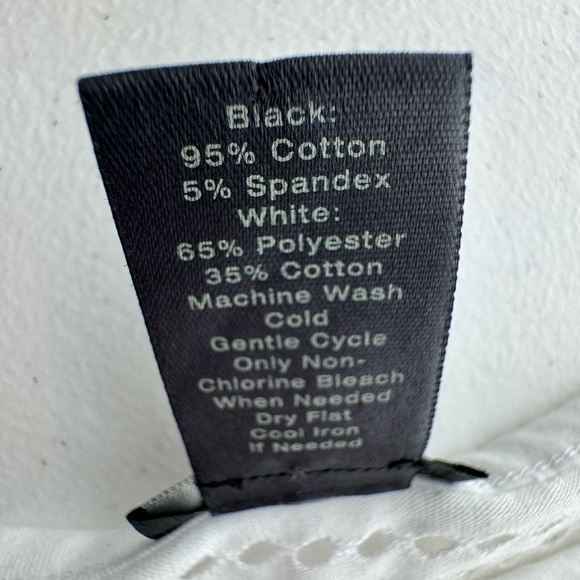 Black:
95% Cotton
5% Spandex
White:
65% Polyester
35% Cotton
Machine Wash
Cold
Gentle Cycle
Only Non-
Chlorine Bleach
When Needed
Dry Flat
Cool Iron
If Needed